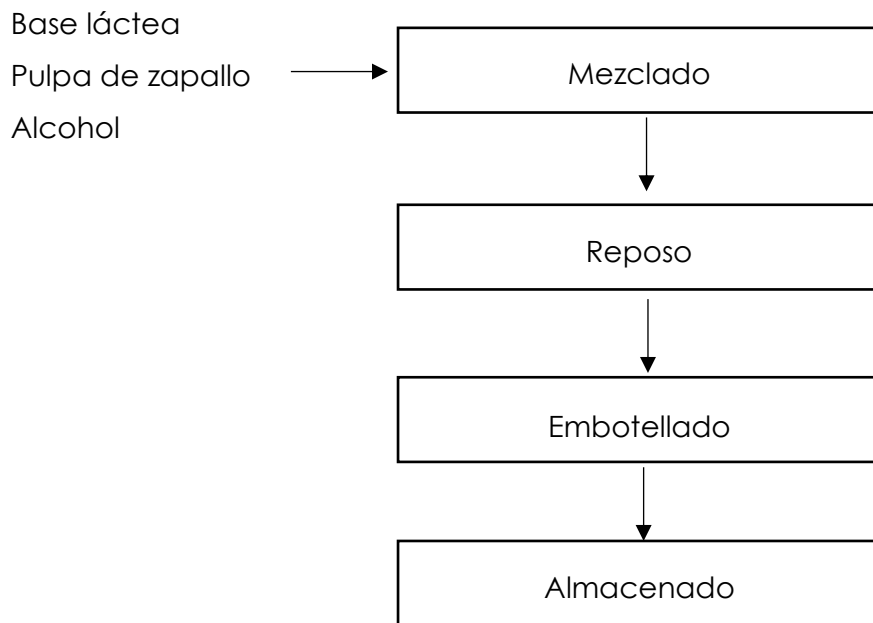 Base láctea
Pulpa de zapallo
Alcohol
Mezclado
Reposo
Embotellado
Almacenado